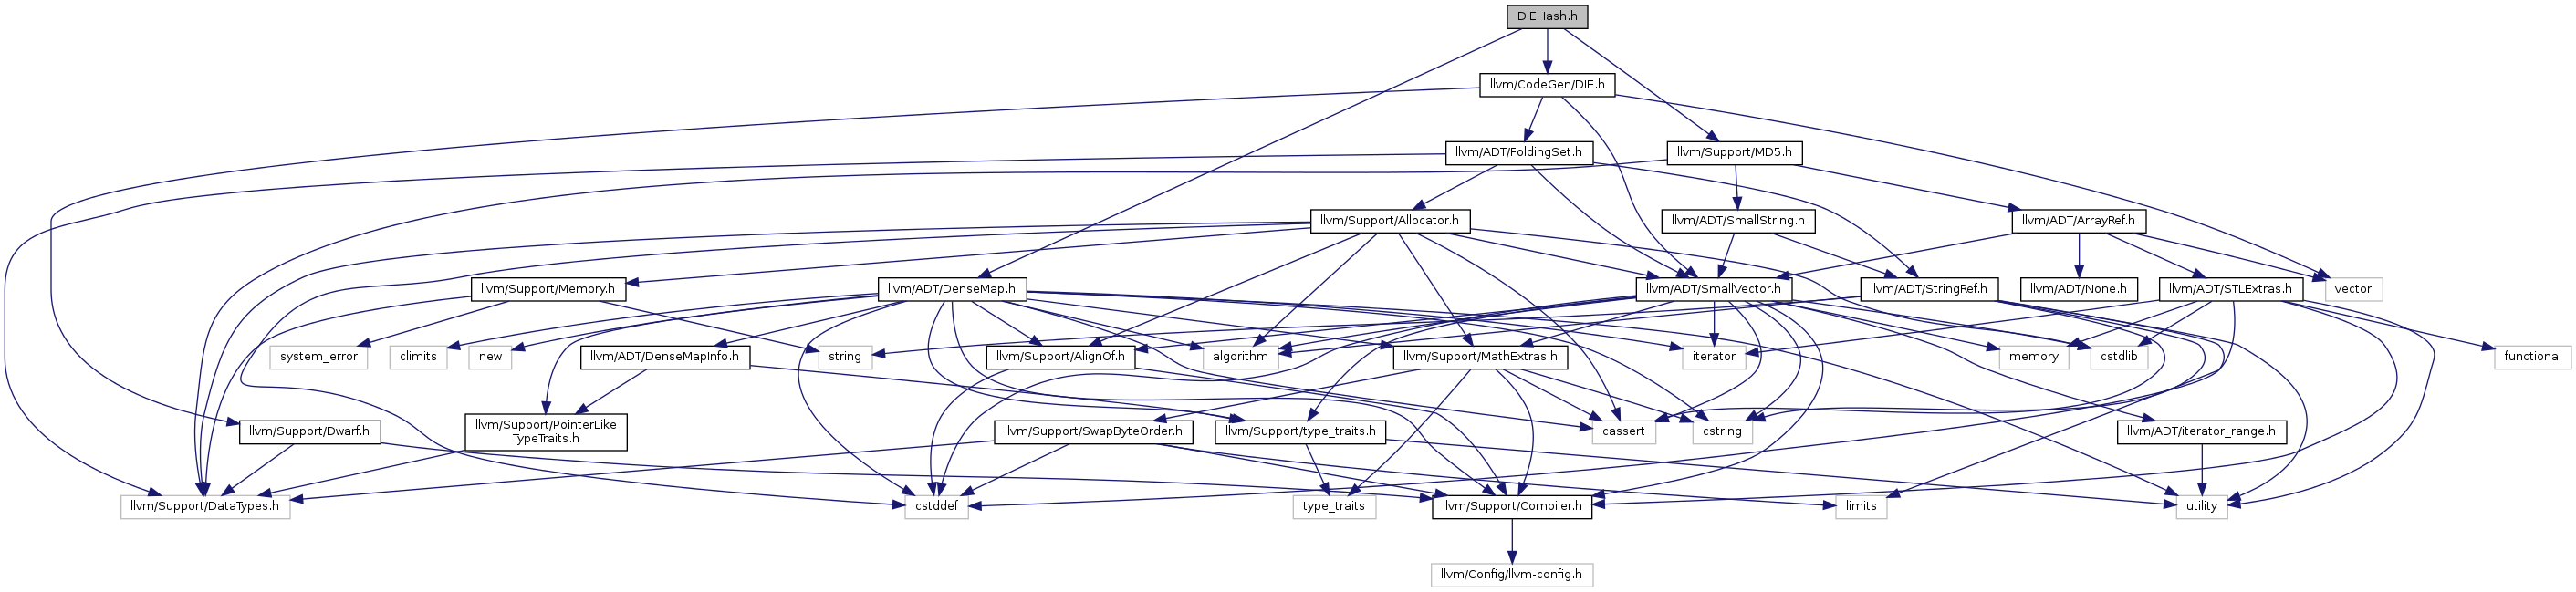 DIEHash.h
llvm/CodeGen/DIE.h
llvm/ADT/FoldingSet.h
llvm/Support/MD5.h
llvm/Support/Allocator.h
llvm/ADT/SmallString.h
llvm/ADT/ArrayRef.h
llvm/Support/Memory.h
llvm/ADT/DenseMap.h
llvm/ADT/SmallVector.h
llvm/ADT/StringRef.h
llvm/ADT/None.h
llvm/ADT/STLExtras.h
vector
system_error
climits
new
llvm/ADT/DenseMapInfo.h
string
llvm/Support/AlignOf.h
algorithm
iterator
llvm/Support/MathExtras.h
memory
cstdlib
functional
llvm/Support/Dwarf.h
llvm/Support/PointerLike
TypeTraits.h
llvm/Support/SwapByteOrder.h
llvm/Support/type_traits.h
cassert
cstring
llvm/ADT/iterator_range.h
llvm/Support/DataTypes.h
cstddef
type_traits
llvm/Support/Compiler.h
limits
utility
llvm/Config/llvm-config.h